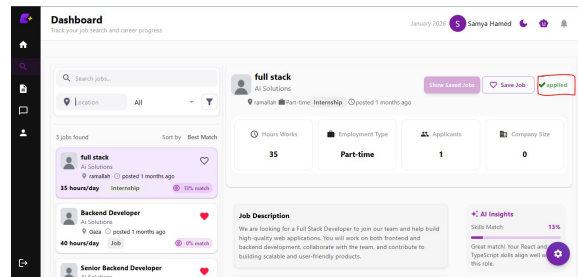 Dashboard
Track your job search and career progress
January 2026 S Samya Hamed
Search jobs...
Location All
3 jobs found Sort by Best Match
full stack
Ai Solutions
ramallah posted 1 months ago
35 hours/day Internship 13% match
Backend Developer
Ai Solutions
Gaza posted 1 months ago
40 hours/day Job 0% match
Senior Backend Developer
Ai Solutions
full stack
Ai Solutions
ramallah Part-time Internship posted 1 months ago
Show Saved Jobs Save Job applied
Hours Works
35
Employment Type
Part-time
Applicants
1
Company Size
0
Job Description
We are looking for a Full Stack Developer to join our team and help build
high-quality web applications. You will work on both frontend and
backend development, collaborate with the team, and contribute to
building scalable and user-friendly products.
AI Insights
Skills Match 13%
Great match! Your React and
TypeScript skills align well
this role.